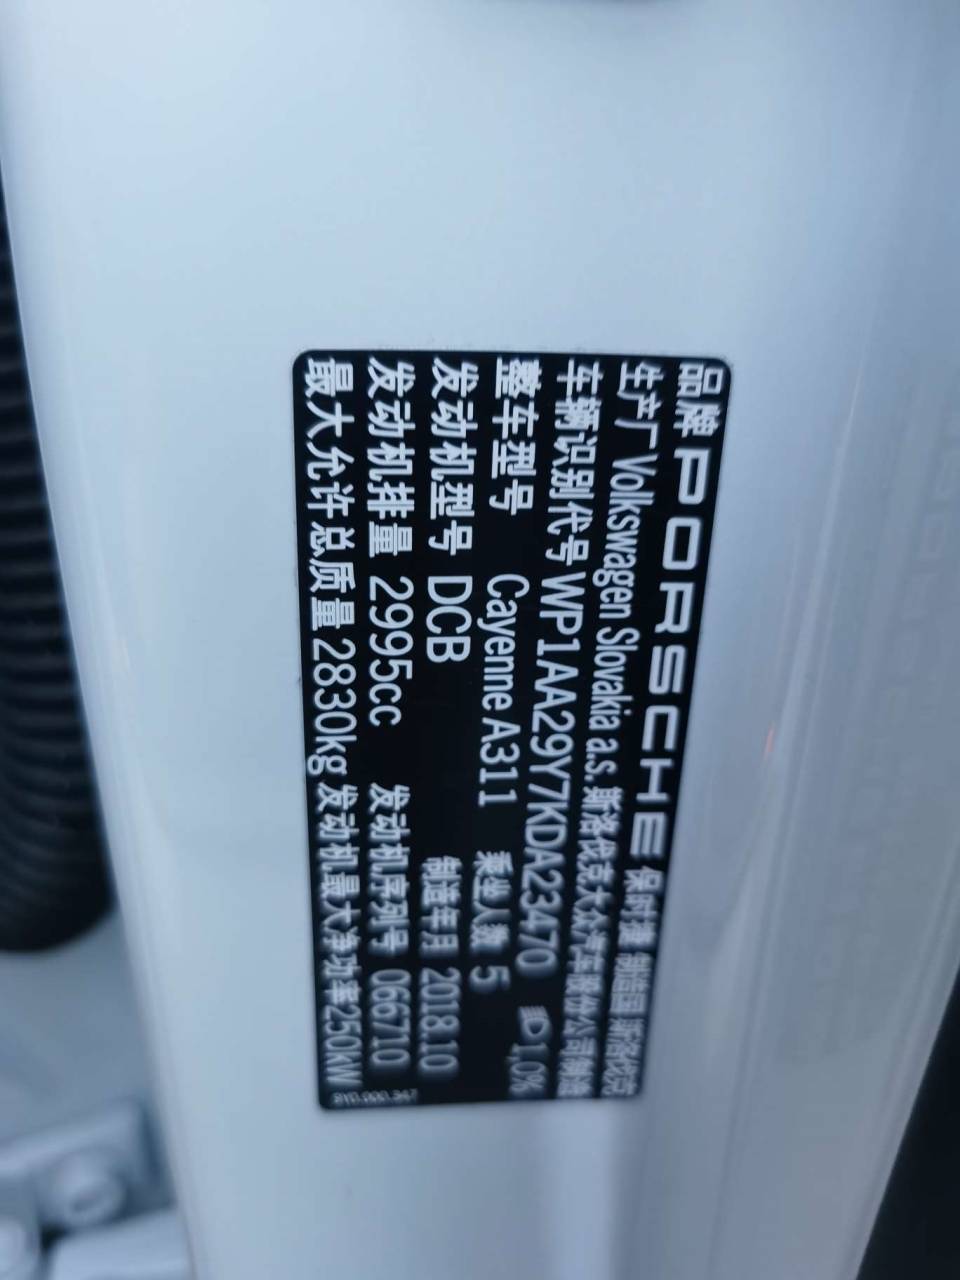 品牌 PORSCHE 保时捷 制造国 斯洛伐克
生产厂 Volkswagen Slovakia a.s. 斯洛伐克大众汽车股份公司制造
车辆识别代号 WP1AA29Y7KDA23470 1,0%
整车型号 Cayenne A311 乘坐人数 5
发动机型号 DCB 制造年月 2018.10
发动机排量 2995cc 发动机序列号 066710
最大允许总质量 2830kg 发动机最大净功率 250kW